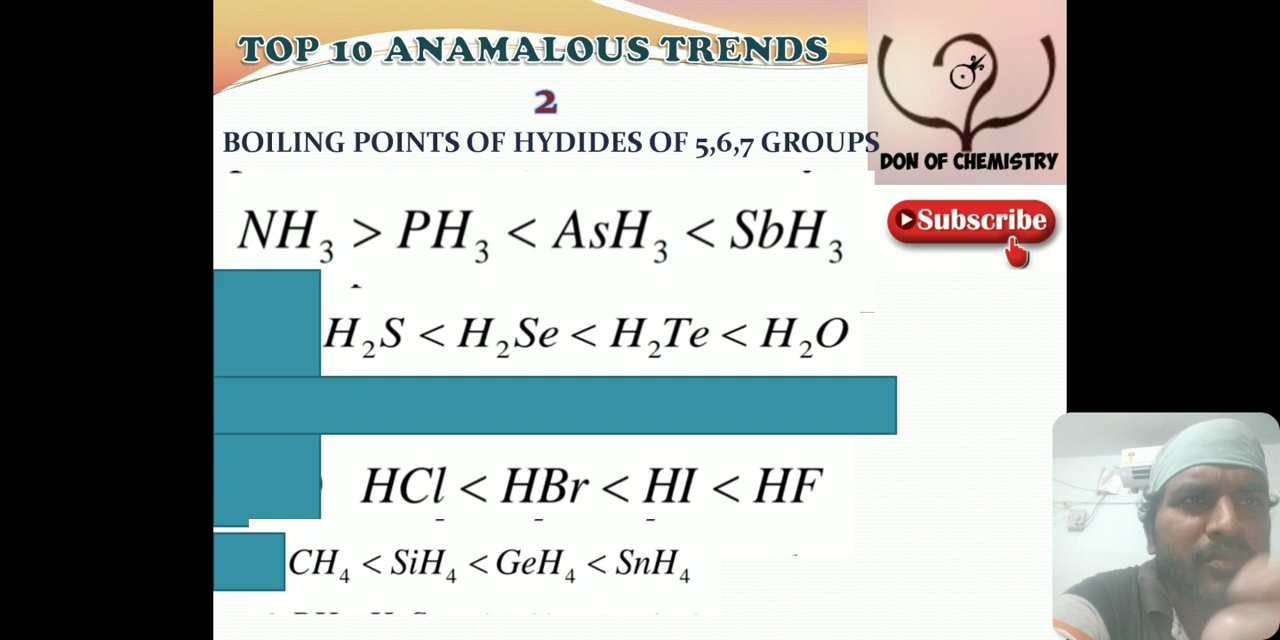 TOP 10 ANAMALOUS TRENDS
2
BOILING POINTS OF HYDIDES OF 5,6,7 GROUPS
DON OF CHEMISTRY
Subscribe
NH₃ > PH₃ < AsH₃ < SbH₃
H₂S < H₂Se < H₂Te < H₂O
HCl < HBr < HI < HF
CH₄ < SiH₄ < GeH₄ < SnH₄